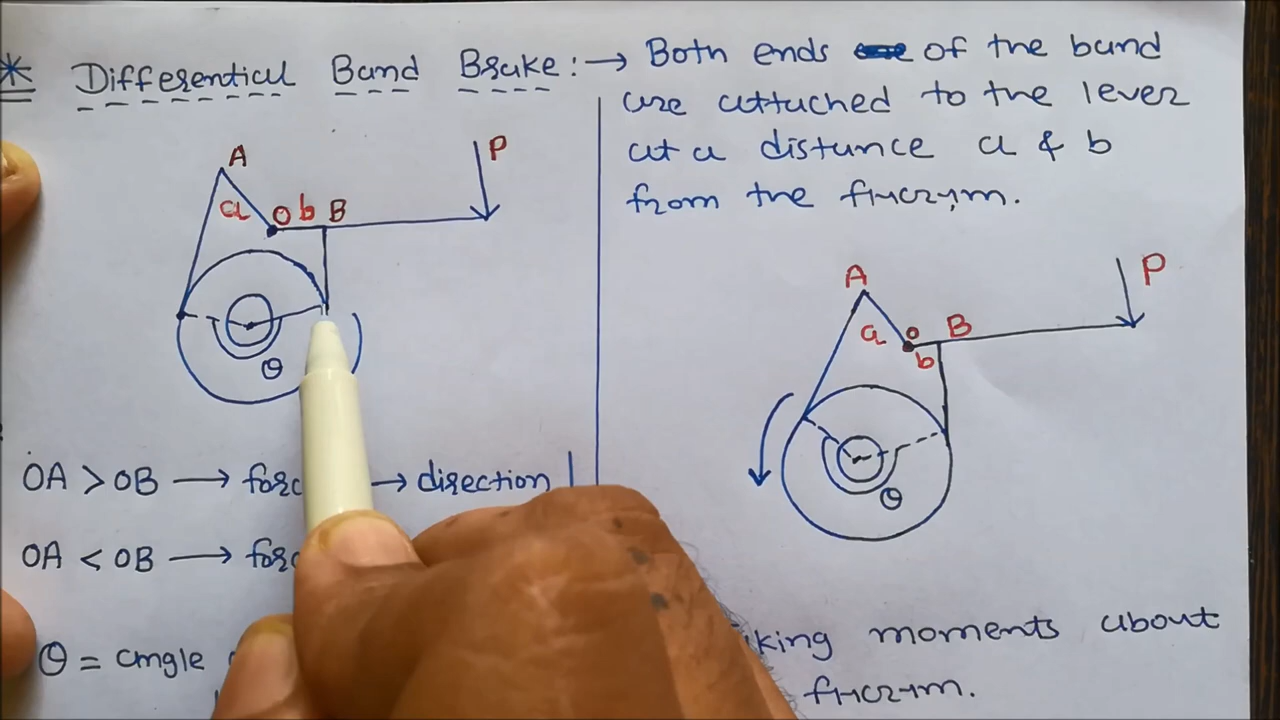 * Differential Band Brake :→ Both ends of the band
are attached to the lever
at a distance a & b
from the fulcrum.
A
P
a O b B
θ
A
P
a O B
b
θ
OA > OB → → direction
OA < OB →
θ = angle
moments about
fulcrum.